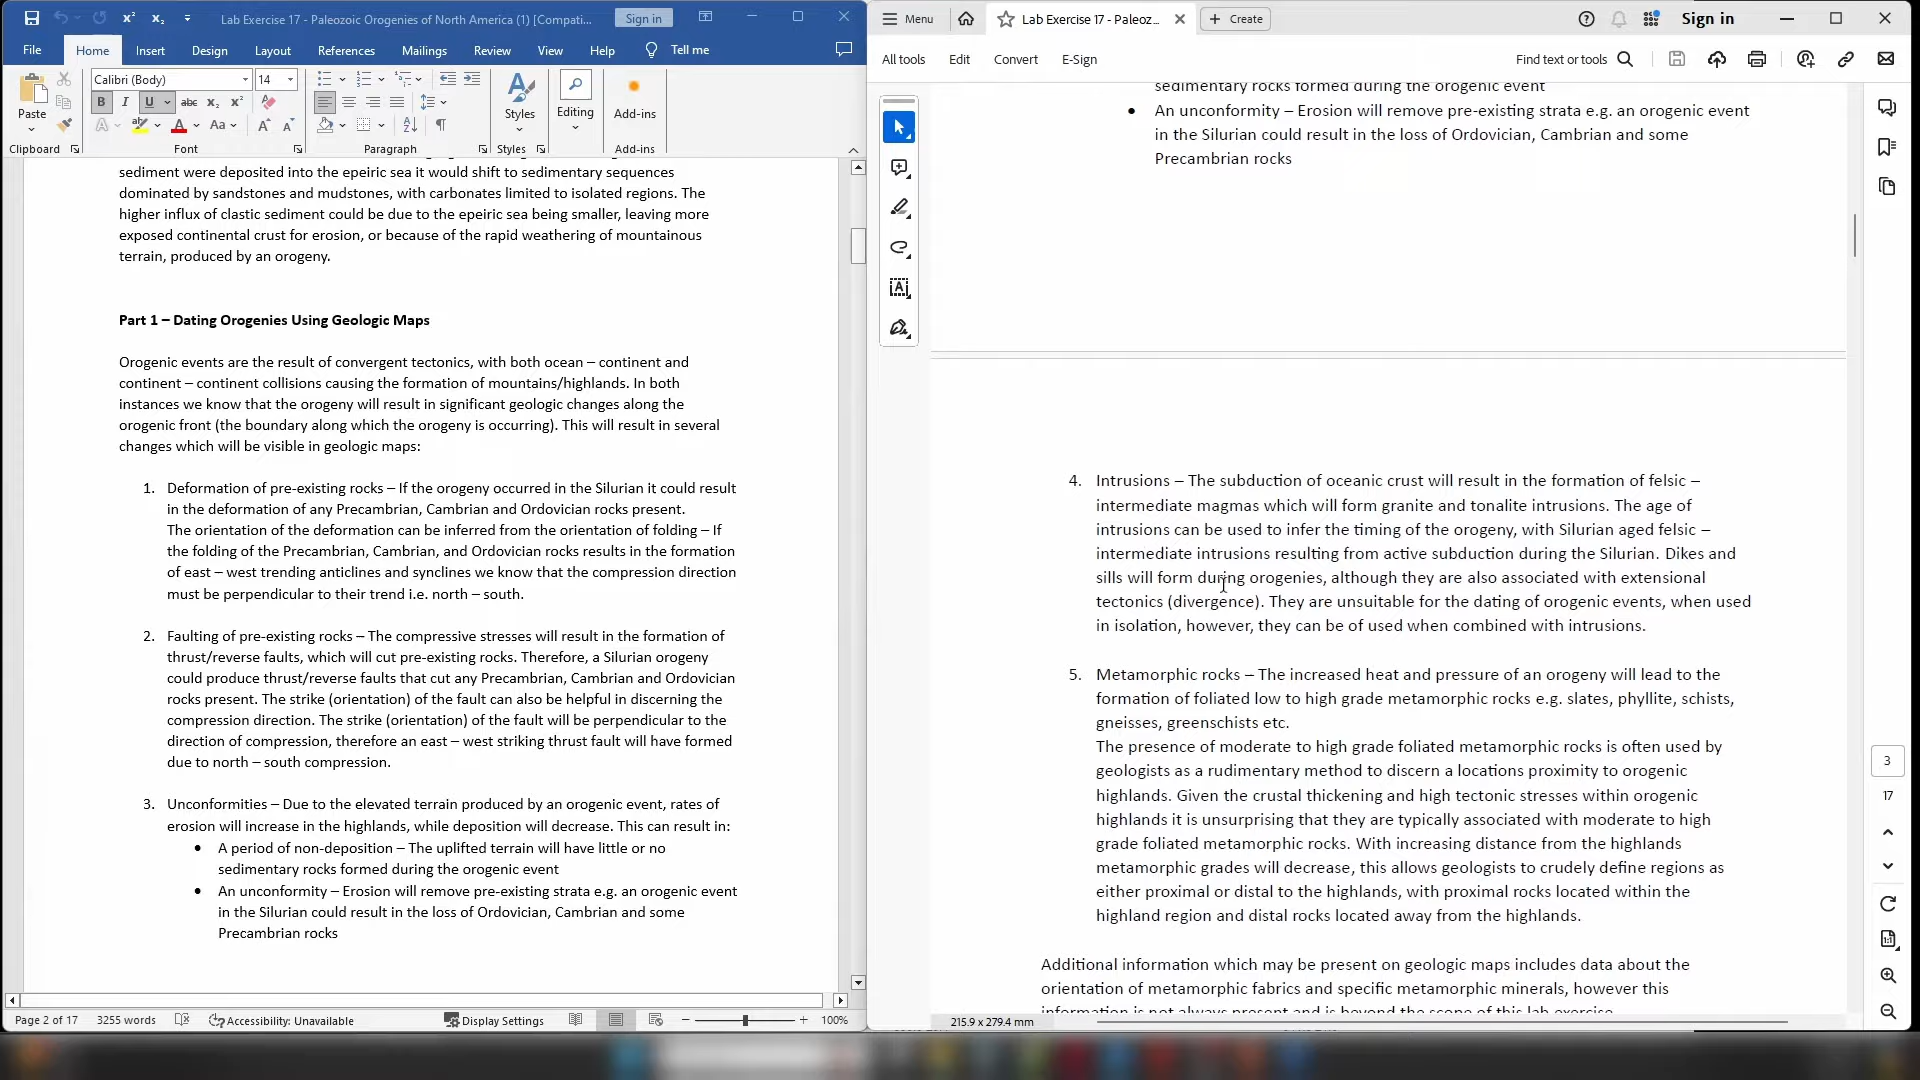 Lab Exercise 17 - Paleozoic Orogenies of North America (1) [Compati...
Sign in
File
Home
Insert
Design
Layout
References
Mailings
Review
View
Help
Tell me
Calibri (Body)
14
Paste
Styles
Editing
Add-ins
Clipboard
Font
Paragraph
Styles
Add-ins
sediment were deposited into the epeiric sea it would shift to sedimentary sequences
dominated by sandstones and mudstones, with carbonates limited to isolated regions. The
higher influx of clastic sediment could be due to the epeiric sea being smaller, leaving more
exposed continental crust for erosion, or because of the rapid weathering of mountainous
terrain, produced by an orogeny.
Part 1 – Dating Orogenies Using Geologic Maps
Orogenic events are the result of convergent tectonics, with both ocean – continent and
continent – continent collisions causing the formation of mountains/highlands. In both
instances we know that the orogeny will result in significant geologic changes along the
orogenic front (the boundary along which the orogeny is occurring). This will result in several
changes which will be visible in geologic maps:
1. Deformation of pre-existing rocks – If the orogeny occurred in the Silurian it could result
in the deformation of any Precambrian, Cambrian and Ordovician rocks present.
The orientation of the deformation can be inferred from the orientation of folding – If
the folding of the Precambrian, Cambrian, and Ordovician rocks results in the formation
of east – west trending anticlines and synclines we know that the compression direction
must be perpendicular to their trend i.e. north – south.
2. Faulting of pre-existing rocks – The compressive stresses will result in the formation of
thrust/reverse faults, which will cut pre-existing rocks. Therefore, a Silurian orogeny
could produce thrust/reverse faults that cut any Precambrian, Cambrian and Ordovician
rocks present. The strike (orientation) of the fault can also be helpful in discerning the
compression direction. The strike (orientation) of the fault will be perpendicular to the
direction of compression, therefore an east – west striking thrust fault will have formed
due to north – south compression.
3. Unconformities – Due to the elevated terrain produced by an orogenic event, rates of
erosion will increase in the highlands, while deposition will decrease. This can result in:
• A period of non-deposition – The uplifted terrain will have little or no
sedimentary rocks formed during the orogenic event
• An unconformity – Erosion will remove pre-existing strata e.g. an orogenic event
in the Silurian could result in the loss of Ordovician, Cambrian and some
Precambrian rocks
Page 2 of 17
3255 words
Accessibility: Unavailable
Display Settings
100%
Menu
Lab Exercise 17 - Paleoz...
Create
Sign in
All tools
Edit
Convert
E-Sign
Find text or tools
sedimentary rocks formed during the orogenic event
• An unconformity – Erosion will remove pre-existing strata e.g. an orogenic event
in the Silurian could result in the loss of Ordovician, Cambrian and some
Precambrian rocks
4. Intrusions – The subduction of oceanic crust will result in the formation of felsic –
intermediate magmas which will form granite and tonalite intrusions. The age of
intrusions can be used to infer the timing of the orogeny, with Silurian aged felsic –
intermediate intrusions resulting from active subduction during the Silurian. Dikes and
sills will form during orogenies, although they are also associated with extensional
tectonics (divergence). They are unsuitable for the dating of orogenic events, when used
in isolation, however, they can be of used when combined with intrusions.
5. Metamorphic rocks – The increased heat and pressure of an orogeny will lead to the
formation of foliated low to high grade metamorphic rocks e.g. slates, phyllite, schists,
gneisses, greenschists etc.
The presence of moderate to high grade foliated metamorphic rocks is often used by
geologists as a rudimentary method to discern a locations proximity to orogenic
highlands. Given the crustal thickening and high tectonic stresses within orogenic
highlands it is unsurprising that they are typically associated with moderate to high
grade foliated metamorphic rocks. With increasing distance from the highlands
metamorphic grades will decrease, this allows geologists to crudely define regions as
either proximal or distal to the highlands, with proximal rocks located within the
highland region and distal rocks located away from the highlands.
Additional information which may be present on geologic maps includes data about the
orientation of metamorphic fabrics and specific metamorphic minerals, however this
information is not always present and is beyond the scope of this lab exercise
3
17
215.9 x 279.4 mm